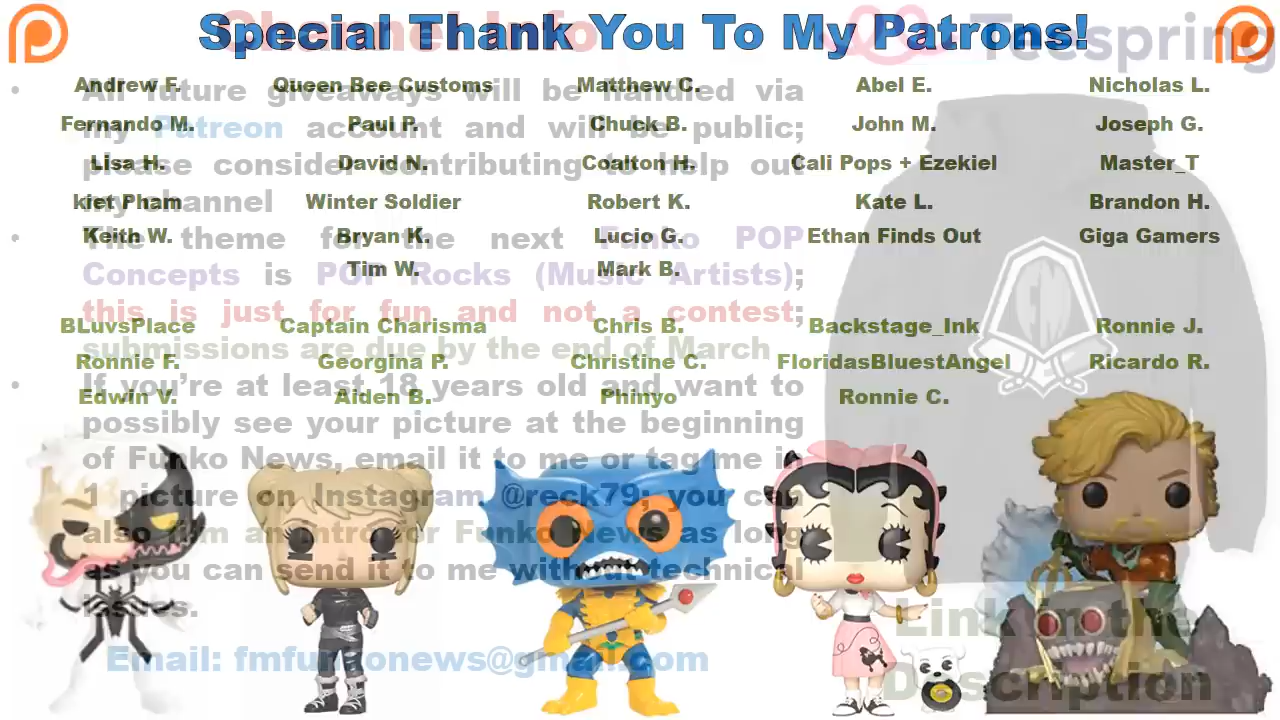 Special Thank You To My Patrons!
Andrew F. Queen Bee Customs Matthew C. Abel E. Nicholas L.
Fernando M. Paul P. Chuck B. John M. Joseph G.
Lisa H. David N. Coalton H. Cali Pops + Ezekiel Master_T
kiet Pham Winter Soldier Robert K. Kate L. Brandon H.
Keith W. Bryan K. Lucio G. Ethan Finds Out Giga Gamers
Tim W. Mark B.
BLuvsPlace Captain Charisma Chris B. Backstage_Ink Ronnie J.
Ronnie F. Georgina P. Christine C. FloridasBluestAngel Ricardo R.
Edwin V. Aiden B. Phinyo Ronnie C.
Channel Info
• All future giveaways will be handled via
my Patreon account and will be public;
please consider contributing to help out
my channel
• The theme for the next Funko POP
Concepts is POP Rocks (Music Artists);
this is just for fun and not a contest;
submissions are due by the end of March
• If you’re at least 18 years old and want to
possibly see your picture at the beginning
of Funko News, email it to me or tag me in
1 picture on Instagram @reck79; you can
also film an intro for Funko News as long
as you can send it to me without technical
issues.
Email: fmfunkonews@gmail.com
Teespring
Link in the
Description